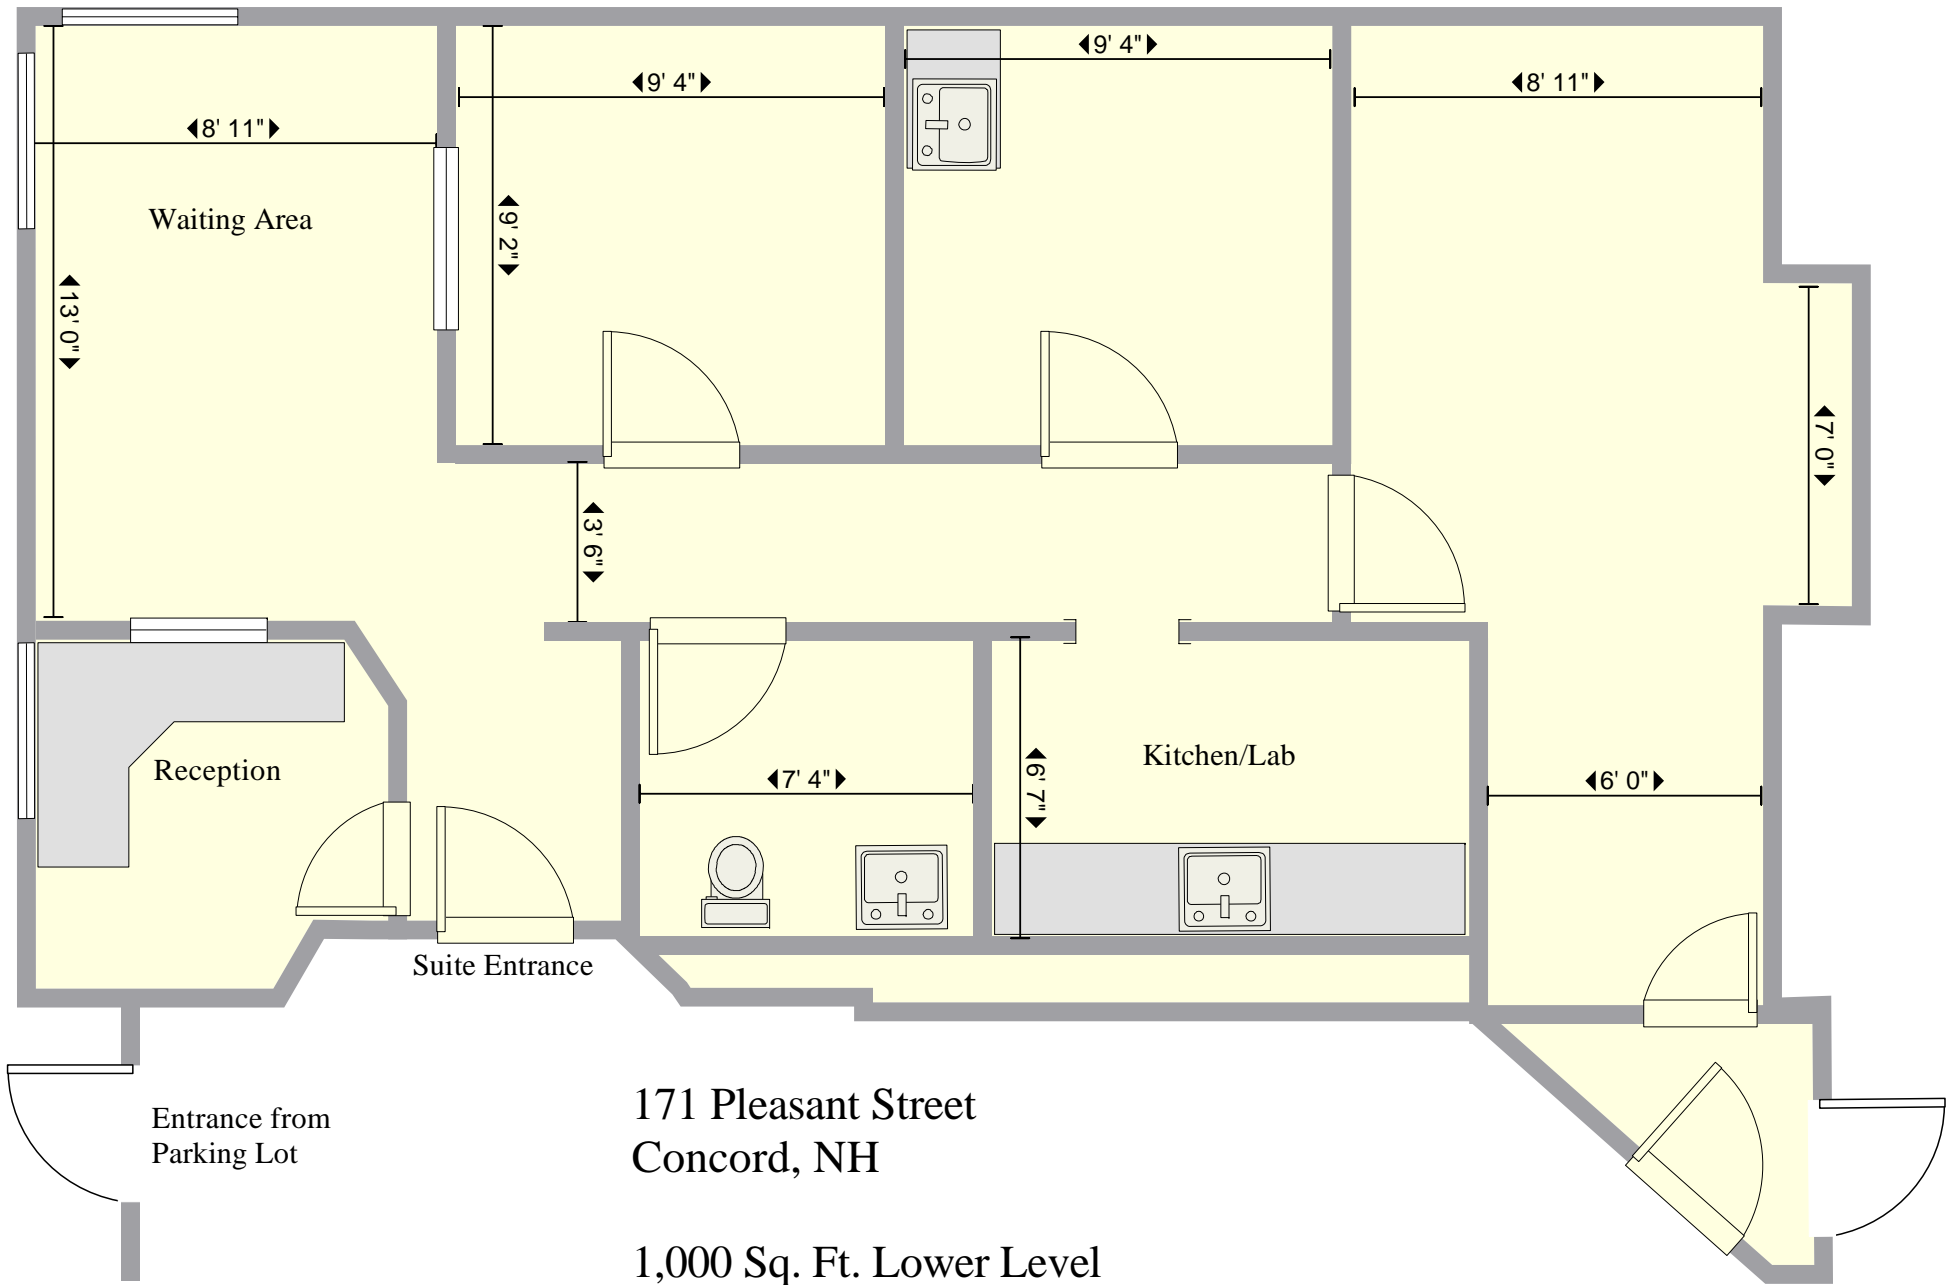 9' 4"
9' 4"
8' 11"
8' 11"
Waiting Area
9' 2"
13' 0"
7' 0"
3' 6"
Reception
7' 4"
6' 7"
Kitchen/Lab
6' 0"
Suite Entrance
Entrance from
Parking Lot
171 Pleasant Street
Concord, NH
1,000 Sq. Ft. Lower Level